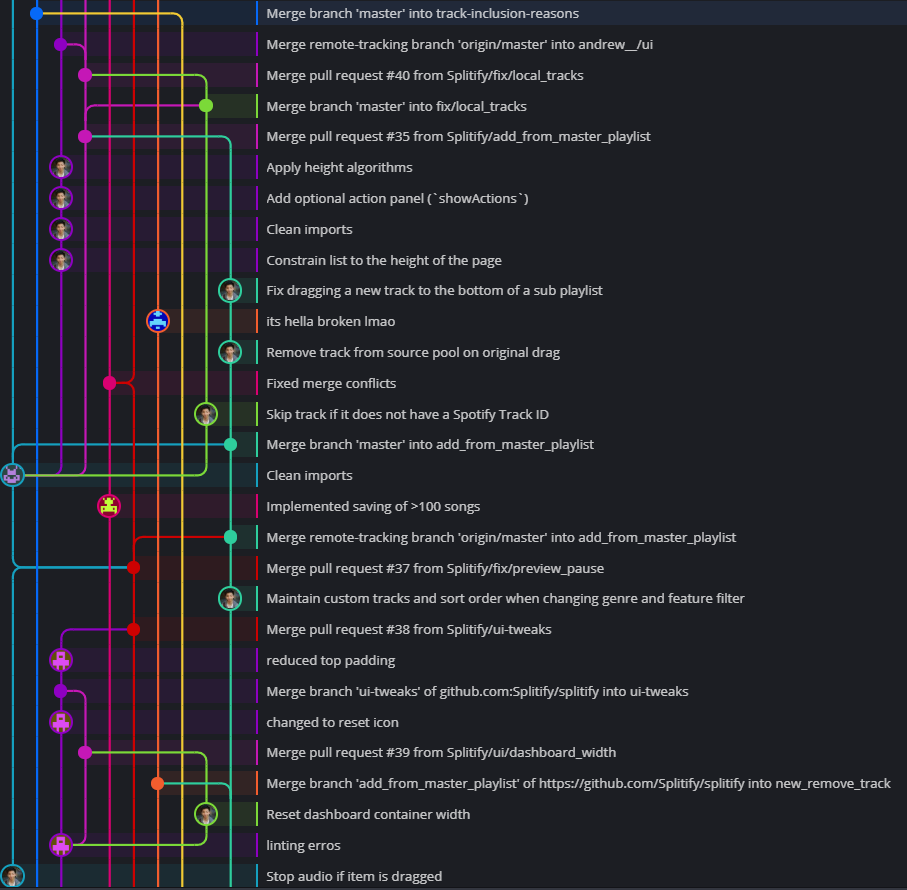 Merge branch 'master' into track-inclusion-reasons
Merge remote-tracking branch 'origin/master' into andrew__/ui
Merge pull request #40 from Splitify/fix/local_tracks
Merge branch 'master' into fix/local_tracks
Merge pull request #35 from Splitify/add_from_master_playlist
Apply height algorithms
Add optional action panel (`showActions`)
Clean imports
Constrain list to the height of the page
Fix dragging a new track to the bottom of a sub playlist
its hella broken lmao
Remove track from source pool on original drag
Fixed merge conflicts
Skip track if it does not have a Spotify Track ID
Merge branch 'master' into add_from_master_playlist
Clean imports
Implemented saving of >100 songs
Merge remote-tracking branch 'origin/master' into add_from_master_playlist
Merge pull request #37 from Splitify/fix/preview_pause
Maintain custom tracks and sort order when changing genre and feature filter
Merge pull request #38 from Splitify/ui-tweaks
reduced top padding
Merge branch 'ui-tweaks' of github.com:Splitify/splitify into ui-tweaks
changed to reset icon
Merge pull request #39 from Splitify/ui/dashboard_width
Merge branch 'add_from_master_playlist' of https://github.com/Splitify/splitify into new_remove_track
Reset dashboard container width
linting erros
Stop audio if item is dragged